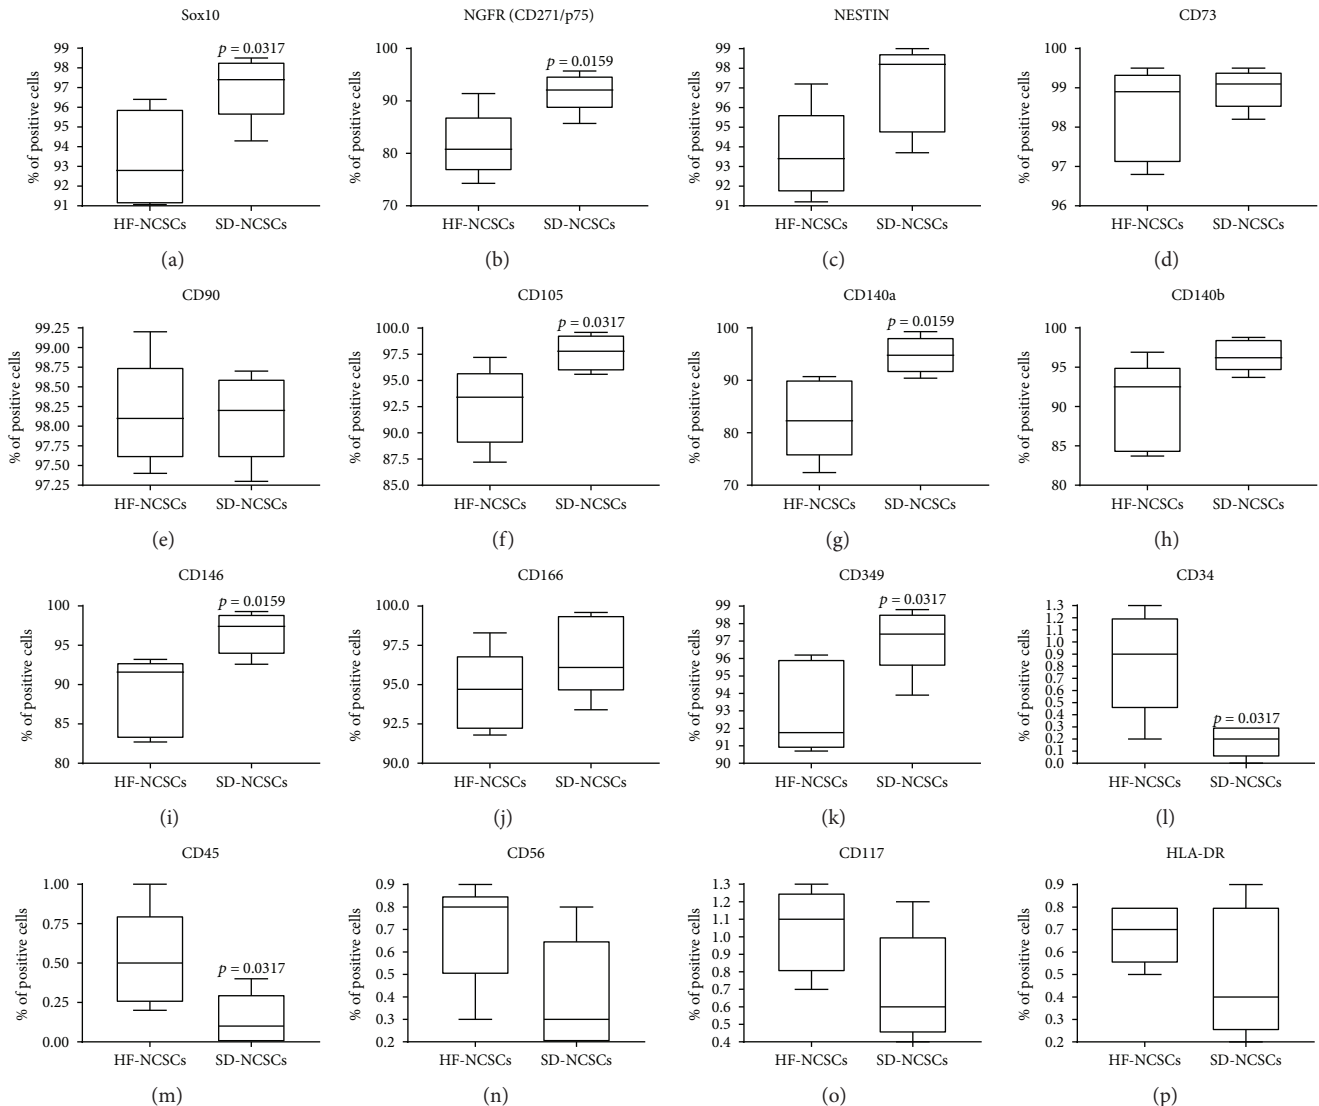 Sox10
% of positive cells
99
98
97
96
95
94
93
92
91
p = 0.0317
HF-NCSCs SD-NCSCs
(a)
NGFR (CD271/p75)
% of positive cells
100
90
80
70
p = 0.0159
HF-NCSCs SD-NCSCs
(b)
NESTIN
% of positive cells
99
98
97
96
95
94
93
92
91
HF-NCSCs SD-NCSCs
(c)
CD73
% of positive cells
100
99
98
97
96
HF-NCSCs SD-NCSCs
(d)
CD90
% of positive cells
99.25
99.00
98.75
98.50
98.25
98.00
97.75
97.50
97.25
HF-NCSCs SD-NCSCs
(e)
CD105
% of positive cells
100.0
97.5
95.0
92.5
90.0
87.5
85.0
p = 0.0317
HF-NCSCs SD-NCSCs
(f)
CD140a
% of positive cells
100
90
80
70
p = 0.0159
HF-NCSCs SD-NCSCs
(g)
CD140b
% of positive cells
100
95
90
85
80
HF-NCSCs SD-NCSCs
(h)
CD146
% of positive cells
100
95
90
85
80
p = 0.0159
HF-NCSCs SD-NCSCs
(i)
CD166
% of positive cells
100.0
97.5
95.0
92.5
90.0
HF-NCSCs SD-NCSCs
(j)
CD349
% of positive cells
99
98
97
96
95
94
93
92
91
90
p = 0.0317
HF-NCSCs SD-NCSCs
(k)
CD34
% of positive cells
1.3
1.2
1.1
1.0
0.9
0.8
0.7
0.6
0.5
0.4
0.3
0.2
0.1
0.0
p = 0.0317
HF-NCSCs SD-NCSCs
(l)
CD45
% of positive cells
1.00
0.75
0.50
0.25
0.00
p = 0.0317
HF-NCSCs SD-NCSCs
(m)
CD56
% of positive cells
0.9
0.8
0.7
0.6
0.5
0.4
0.3
0.2
HF-NCSCs SD-NCSCs
(n)
CD117
% of positive cells
1.3
1.2
1.1
1.0
0.9
0.8
0.7
0.6
0.5
0.4
HF-NCSCs SD-NCSCs
(o)
HLA-DR
% of positive cells
0.9
0.8
0.7
0.6
0.5
0.4
0.3
0.2
HF-NCSCs SD-NCSCs
(p)